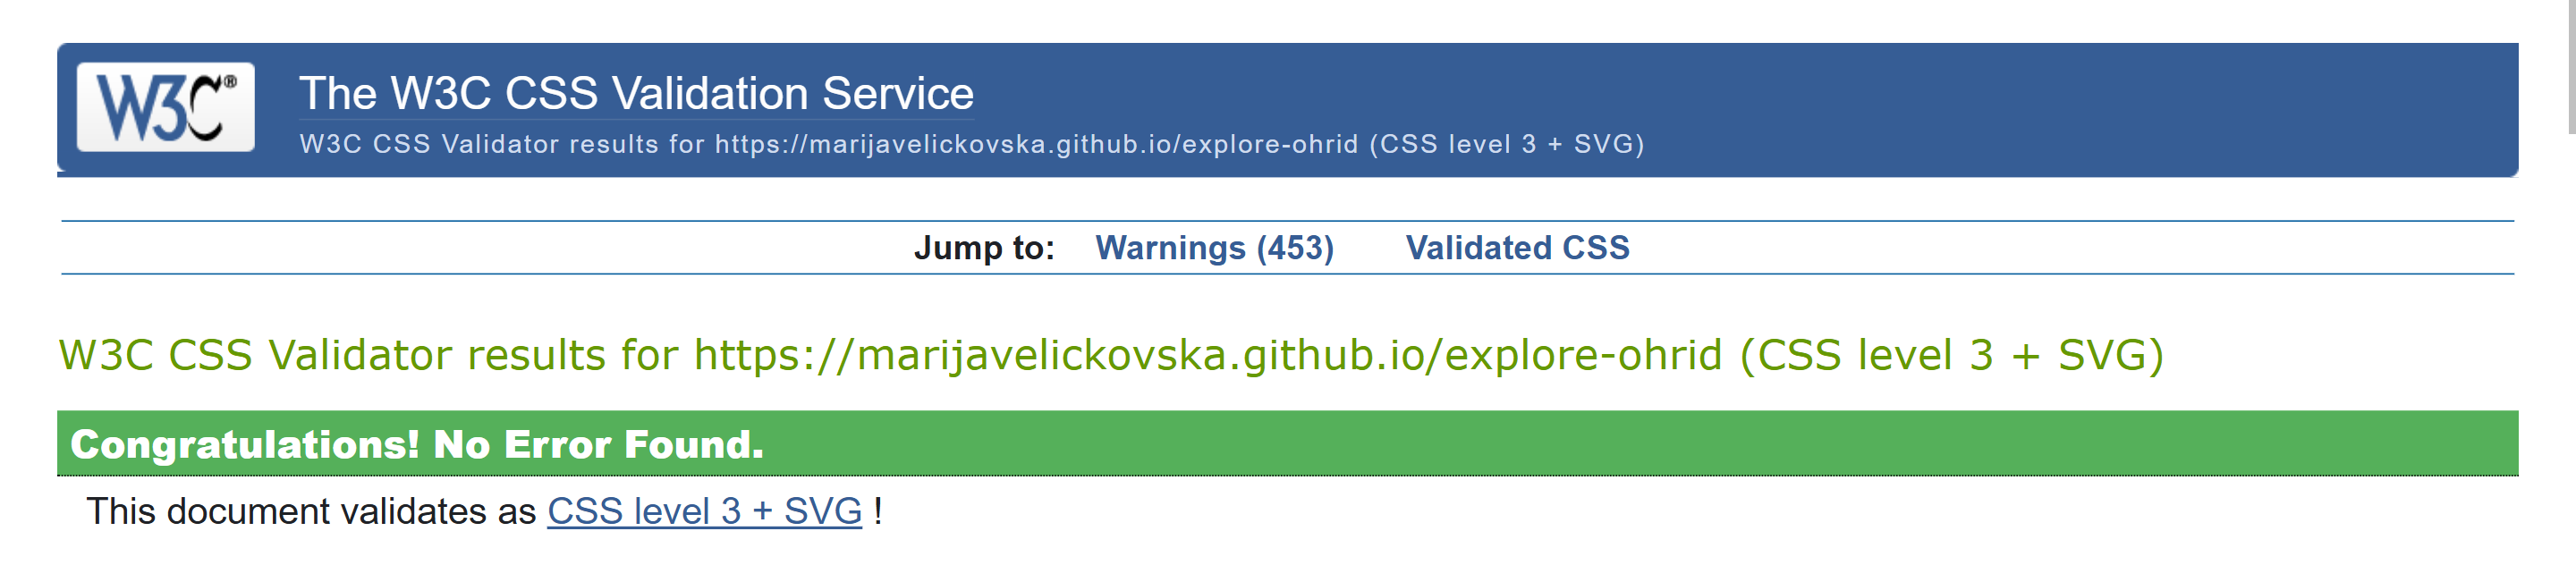 W3C®
The W3C CSS Validation Service
W3C CSS Validator results for https://marijavelickovska.github.io/explore-ohrid (CSS level 3 + SVG)
Jump to: Warnings (453) Validated CSS
W3C CSS Validator results for https://marijavelickovska.github.io/explore-ohrid (CSS level 3 + SVG)
Congratulations! No Error Found.
This document validates as CSS level 3 + SVG !